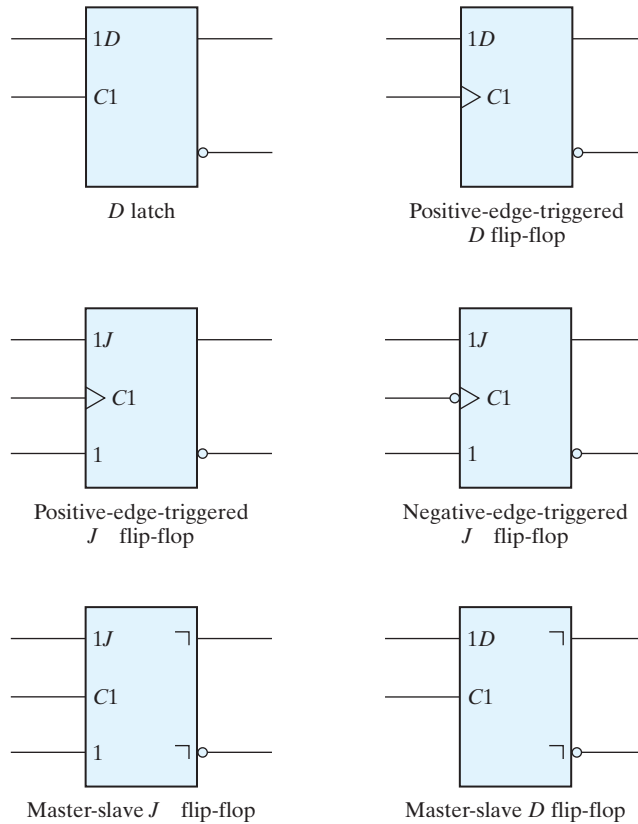 1D
C1
D latch
1D
C1
Positive-edge-triggered
D flip-flop
1J
C1
1
Positive-edge-triggered
J flip-flop
1J
C1
1
Negative-edge-triggered
J flip-flop
1J
C1
1
Master-slave J flip-flop
1D
C1
Master-slave D flip-flop